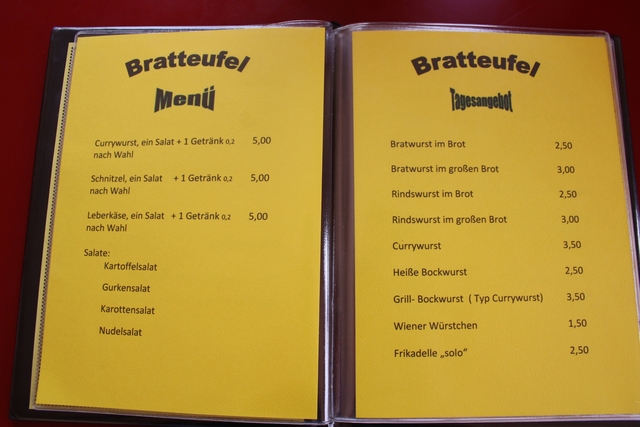 Bratteufel
Menü
Currywurst, ein Salat + 1 Getränk 0,2 5,00
nach Wahl
Schnitzel, ein Salat + 1 Getränk 0,2 5,00
nach Wahl
Leberkäse, ein Salat + 1 Getränk 0,2 5,00
nach Wahl
Salate:
Kartoffelsalat
Gurkensalat
Karottensalat
Nudelsalat
Bratteufel
Tagesangebot
Bratwurst im Brot 2,50
Bratwurst im großen Brot 3,00
Rindswurst im Brot 2,50
Rindswurst im großen Brot 3,00
Currywurst 3,50
Heiße Bockwurst 2,50
Grill- Bockwurst ( Typ Currywurst) 3,50
Wiener Würstchen 1,50
Frikadelle „solo“ 2,50